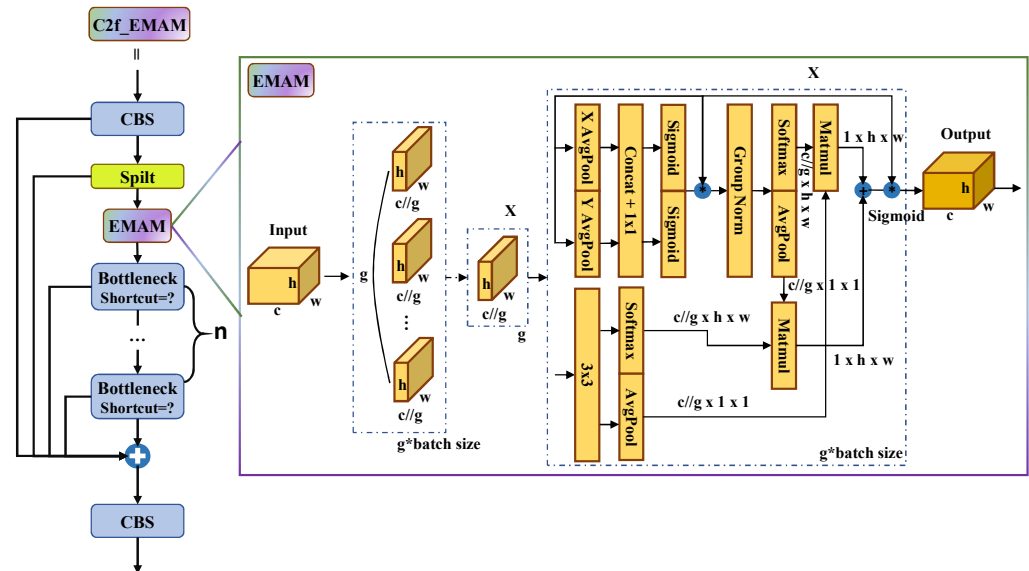 C2f_EMAM
=
CBS
Spilt
EMAM
Bottleneck
Shortcut=?
...
n
Bottleneck
Shortcut=?
CBS
EMAM
Input
h
w
c
g
h
w
c//g
h
w
c//g
...
h
w
c//g
g*batch size
X
h
w
c//g
g
X
X AvgPool
Y AvgPool
Concat + 1x1
Sigmoid
Sigmoid
*
Group Norm
Softmax
AvgPool
c//g x h x w
Matmul
1 x h x w
+
*
Sigmoid
Output
h
c
w
c//g x 1 x 1
3x3
Softmax
AvgPool
c//g x h x w
Matmul
1 x h x w
c//g x 1 x 1
g*batch size